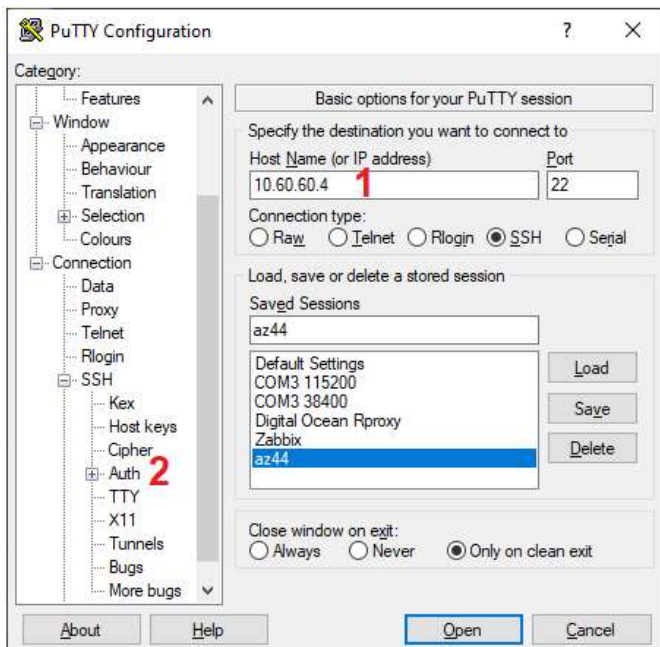 PuTTY Configuration
?
Category:
Features
Window
Appearance
Behaviour
Translation
Selection
Colours
Connection
Data
Proxy
Telnet
Rlogin
SSH
Kex
Host keys
Cipher
Auth 2
TTY
X11
Tunnels
Bugs
More bugs
Basic options for your PuTTY session
Specify the destination you want to connect to
Host Name (or IP address) Port
10.60.60.4 1 22
Connection type:
Raw Telnet Rlogin SSH Serial
Load, save or delete a stored session
Saved Sessions
az44
Default Settings
COM3 115200
COM3 38400
Digital Ocean Rproxy
Zabbix
az44
Load
Save
Delete
Close window on exit:
Always Never Only on clean exit
About Help Open Cancel